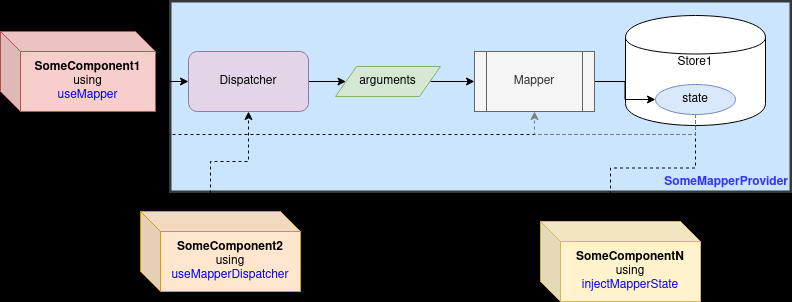 SomeComponent1
using
useMapper
Dispatcher
arguments
Mapper
Store1
state
SomeMapperProvider
SomeComponent2
using
useMapperDispatcher
SomeComponentN
using
injectMapperState